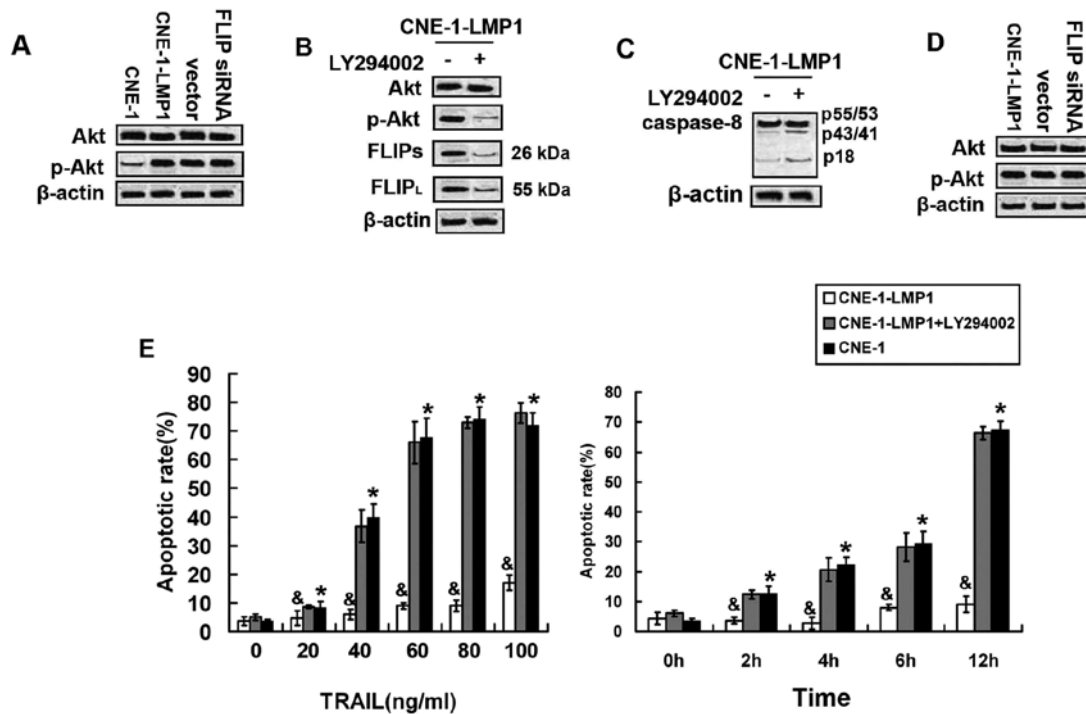 A
CNE-1
CNE-1-LMP1
vector
FLIP siRNA
Akt
p-Akt
β-actin
B
CNE-1-LMP1
LY294002 - +
Akt
p-Akt
FLIPs 26 kDa
FLIPL 55 kDa
β-actin
C
CNE-1-LMP1
LY294002 - +
caspase-8 p55/53
p43/41
p18
β-actin
D
CNE-1-LMP1
vector
FLIP siRNA
Akt
p-Akt
β-actin
CNE-1-LMP1
CNE-1-LMP1+LY294002
CNE-1
E
Apoptotic rate(%)
90
80
70
60
50
40
30
20
10
0
& * & * & * & * & *
0 20 40 60 80 100
TRAIL(ng/ml)
Apoptotic rate(%)
80
70
60
50
40
30
20
10
0
& * & * & * & *
0h 2h 4h 6h 12h
Time